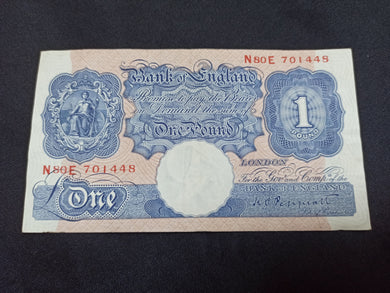 N80E 701448
Bank of England
Promise to pay the Bearer
on Demand the Sum of
One Pound
1
POUND
N80E 701448
LONDON
For the Gov.r and Comp.a of the
BANK OF ENGLAND
One
K.O. Peppiatt